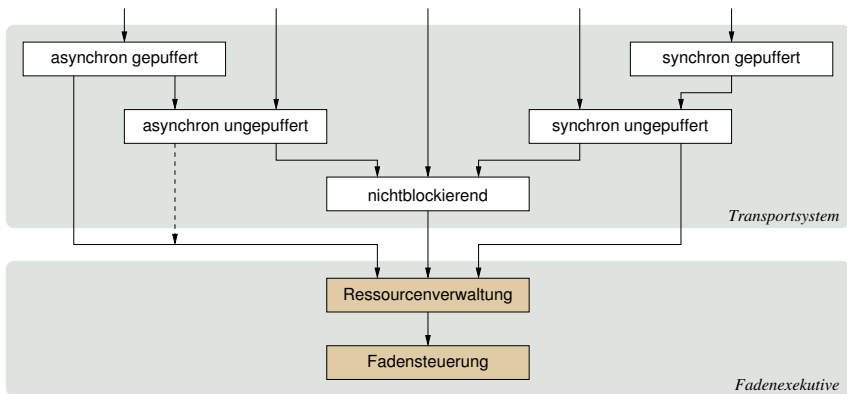 asynchron gepuffert
synchron gepuffert
asynchron ungepuffert
synchron ungepuffert
nichtblockierend
Transportsystem
Ressourcenverwaltung
Fadensteuerung
Fadenexekutive